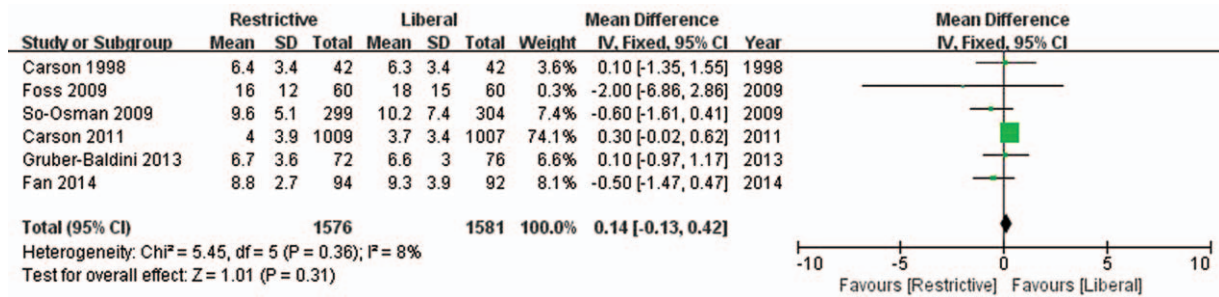 Restrictive Liberal Mean Difference Mean Difference
Study or Subgroup Mean SD Total Mean SD Total Weight IV, Fixed, 95% CI Year IV, Fixed, 95% CI
Carson 1998 6.4 3.4 42 6.3 3.4 42 3.6% 0.10 [-1.35, 1.55] 1998
Foss 2009 16 12 60 18 15 60 0.3% -2.00 [-6.86, 2.86] 2009
So-Osman 2009 9.6 5.1 299 10.2 7.4 304 7.4% -0.60 [-1.61, 0.41] 2009
Carson 2011 4 3.9 1009 3.7 3.4 1007 74.1% 0.30 [-0.02, 0.62] 2011
Gruber-Baldini 2013 6.7 3.6 72 6.6 3 76 6.6% 0.10 [-0.97, 1.17] 2013
Fan 2014 8.8 2.7 94 9.3 3.9 92 8.1% -0.50 [-1.47, 0.47] 2014
Total (95% CI) 1576 1581 100.0% 0.14 [-0.13, 0.42]
Heterogeneity: Chi² = 5.45, df = 5 (P = 0.36); I² = 8%
Test for overall effect: Z = 1.01 (P = 0.31)
-10 -5 0 5 10
Favours [Restrictive] Favours [Liberal]